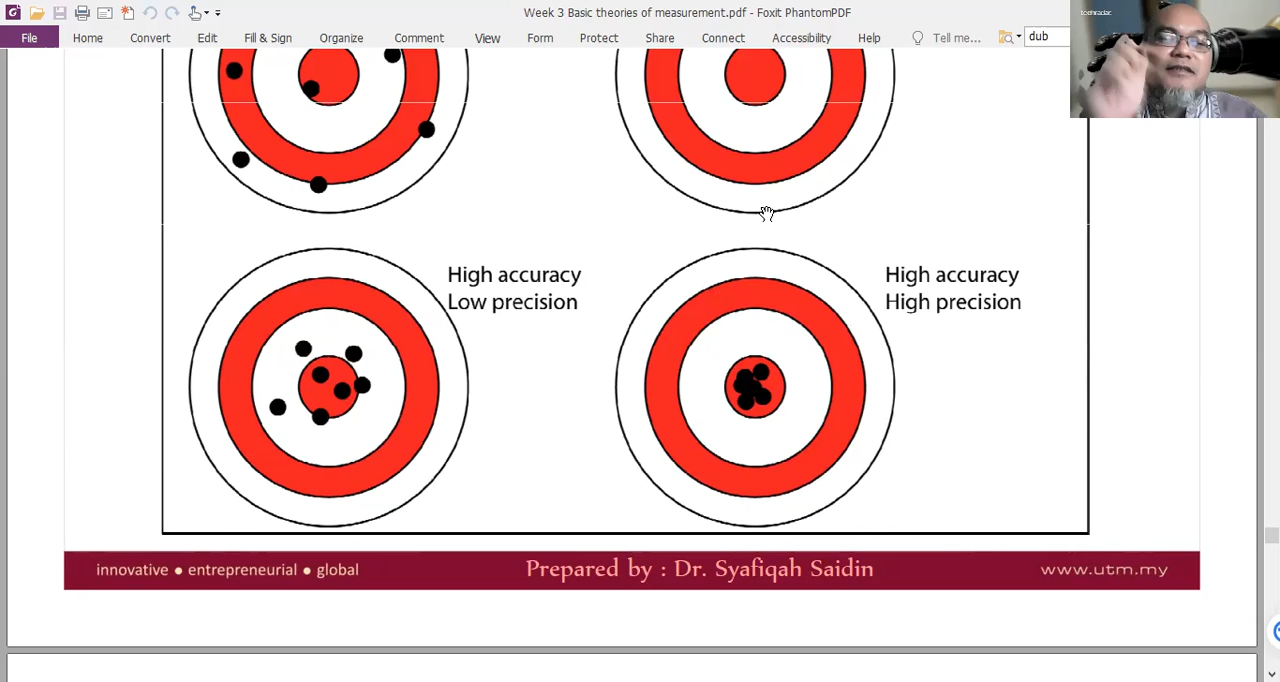 Week 3 Basic theories of measurement.pdf - Foxit PhantomPDF
File Home Convert Edit Fill & Sign Organize Comment View Form Protect Share Connect Accessibility Help Tell me... dub
High accuracy
Low precision
High accuracy
High precision
innovative ● entrepreneurial ● global
Prepared by : Dr. Syafiqah Saidin
www.utm.my